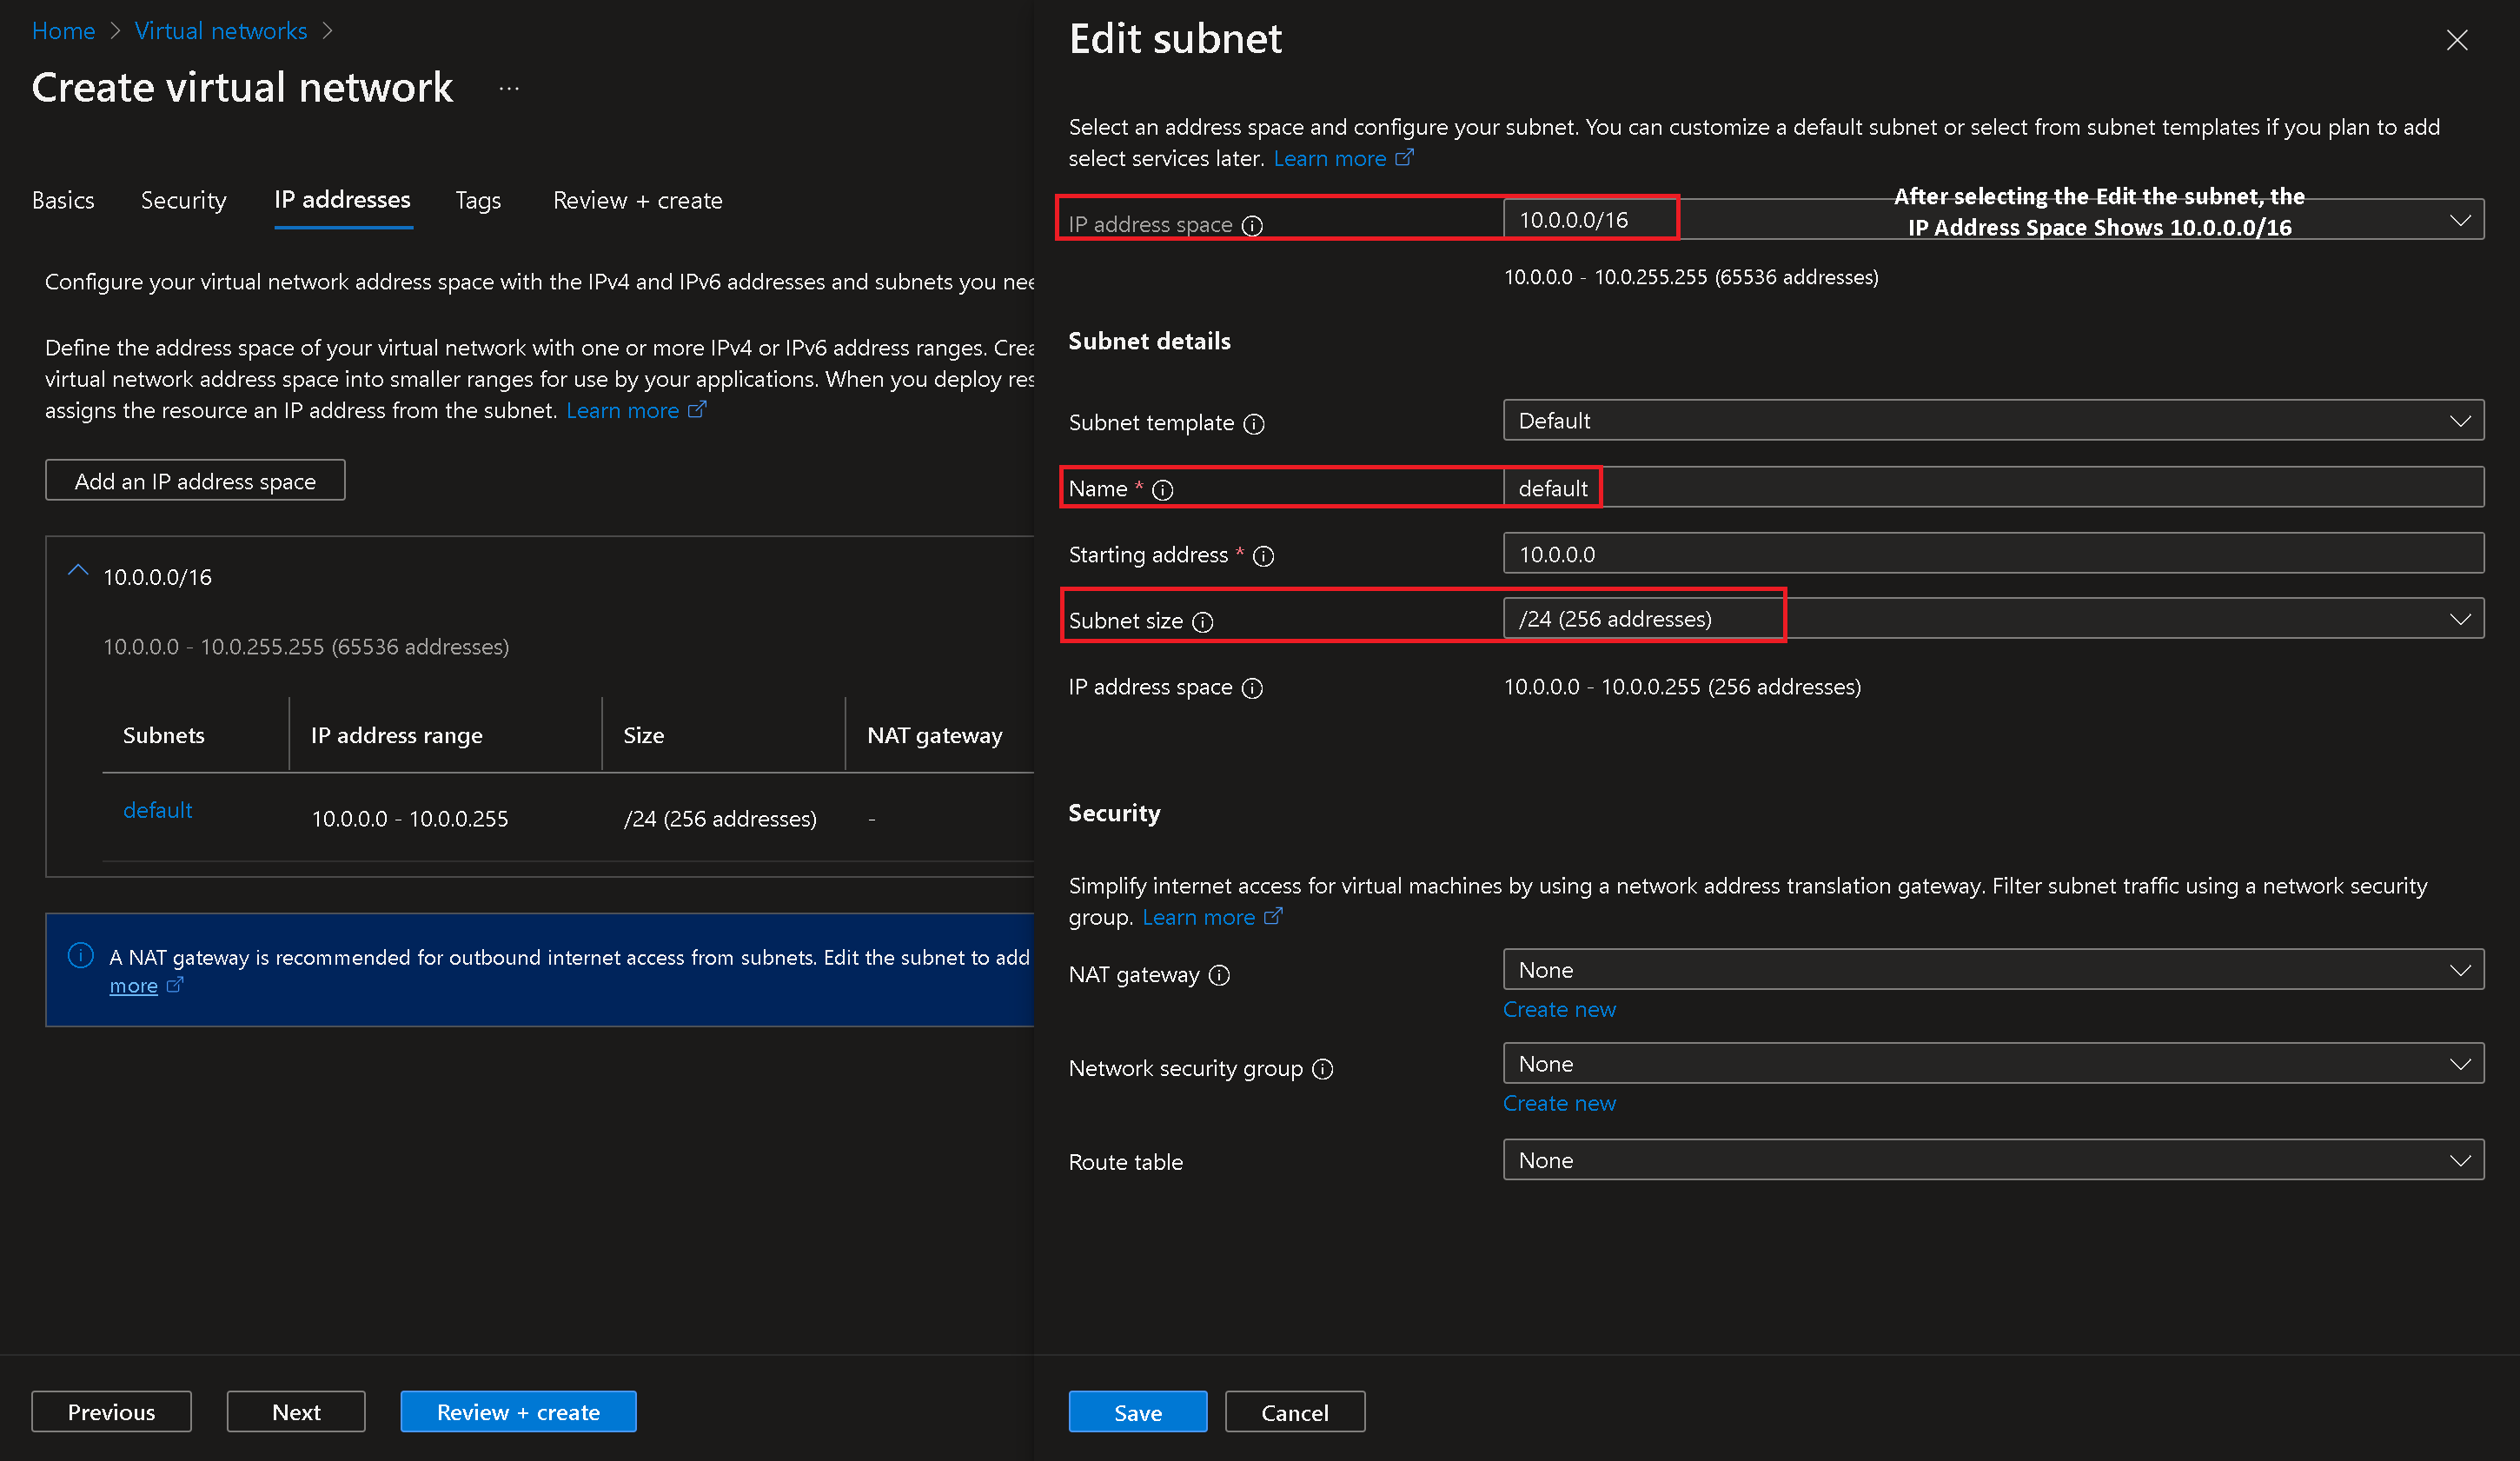 Home > Virtual networks >
Create virtual network ...
Basics Security IP addresses Tags Review + create
Configure your virtual network address space with the IPv4 and IPv6 addresses and subnets you nee
Define the address space of your virtual network with one or more IPv4 or IPv6 address ranges. Crea
virtual network address space into smaller ranges for use by your applications. When you deploy res
assigns the resource an IP address from the subnet. Learn more
Add an IP address space
10.0.0.0/16
10.0.0.0 - 10.0.255.255 (65536 addresses)
Subnets IP address range Size NAT gateway
default 10.0.0.0 - 10.0.0.255 /24 (256 addresses) -
A NAT gateway is recommended for outbound internet access from subnets. Edit the subnet to add
more
Previous Next Review + create
Edit subnet
Select an address space and configure your subnet. You can customize a default subnet or select from subnet templates if you plan to add
select services later. Learn more
IP address space 10.0.0.0/16
After selecting the Edit the subnet, the
IP Address Space Shows 10.0.0.0/16
10.0.0.0 - 10.0.255.255 (65536 addresses)
Subnet details
Subnet template Default
Name * default
Starting address * 10.0.0.0
Subnet size /24 (256 addresses)
IP address space 10.0.0.0 - 10.0.0.255 (256 addresses)
Security
Simplify internet access for virtual machines by using a network address translation gateway. Filter subnet traffic using a network security
group. Learn more
NAT gateway None
Create new
Network security group None
Create new
Route table None
Save Cancel